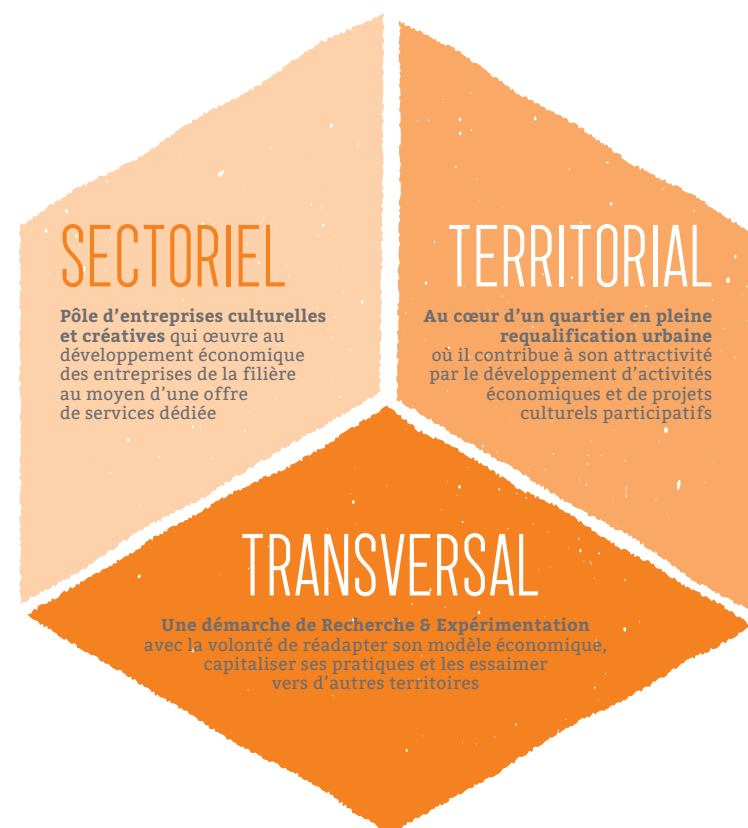 SECTORIEL
Pôle d’entreprises culturelles
et créatives qui œuvre au
développement économique
des entreprises de la filière
au moyen d’une offre
de services dédiée
TERRITORIAL
Au cœur d’un quartier en pleine
requalification urbaine
où il contribue à son attractivité
par le développement d’activités
économiques et de projets
culturels participatifs
TRANSVERSAL
Une démarche de Recherche & Expérimentation
avec la volonté de réadapter son modèle économique,
capitaliser ses pratiques et les essaimer
vers d’autres territoires